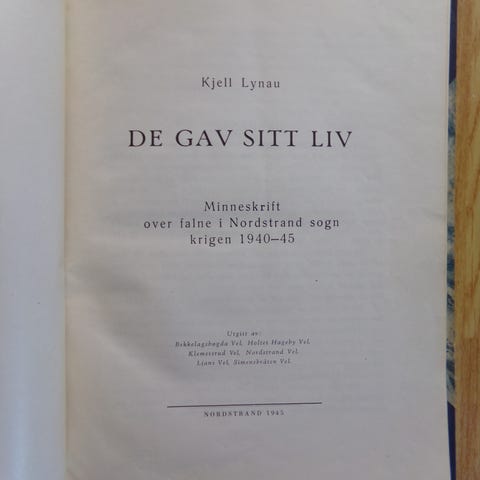 Kjell Lynau
DE GAV SITT LIV
Minneskrift
over falne i Nordstrand sogn
krigen 1940—45
Utgitt av:
Bekkelagshøgda Vel, Holtet Hageby Vel,
Klemetsrud Vel, Nordstrand Vel,
Ljans Vel, Simensbråten Vel.
NORDSTRAND 1945